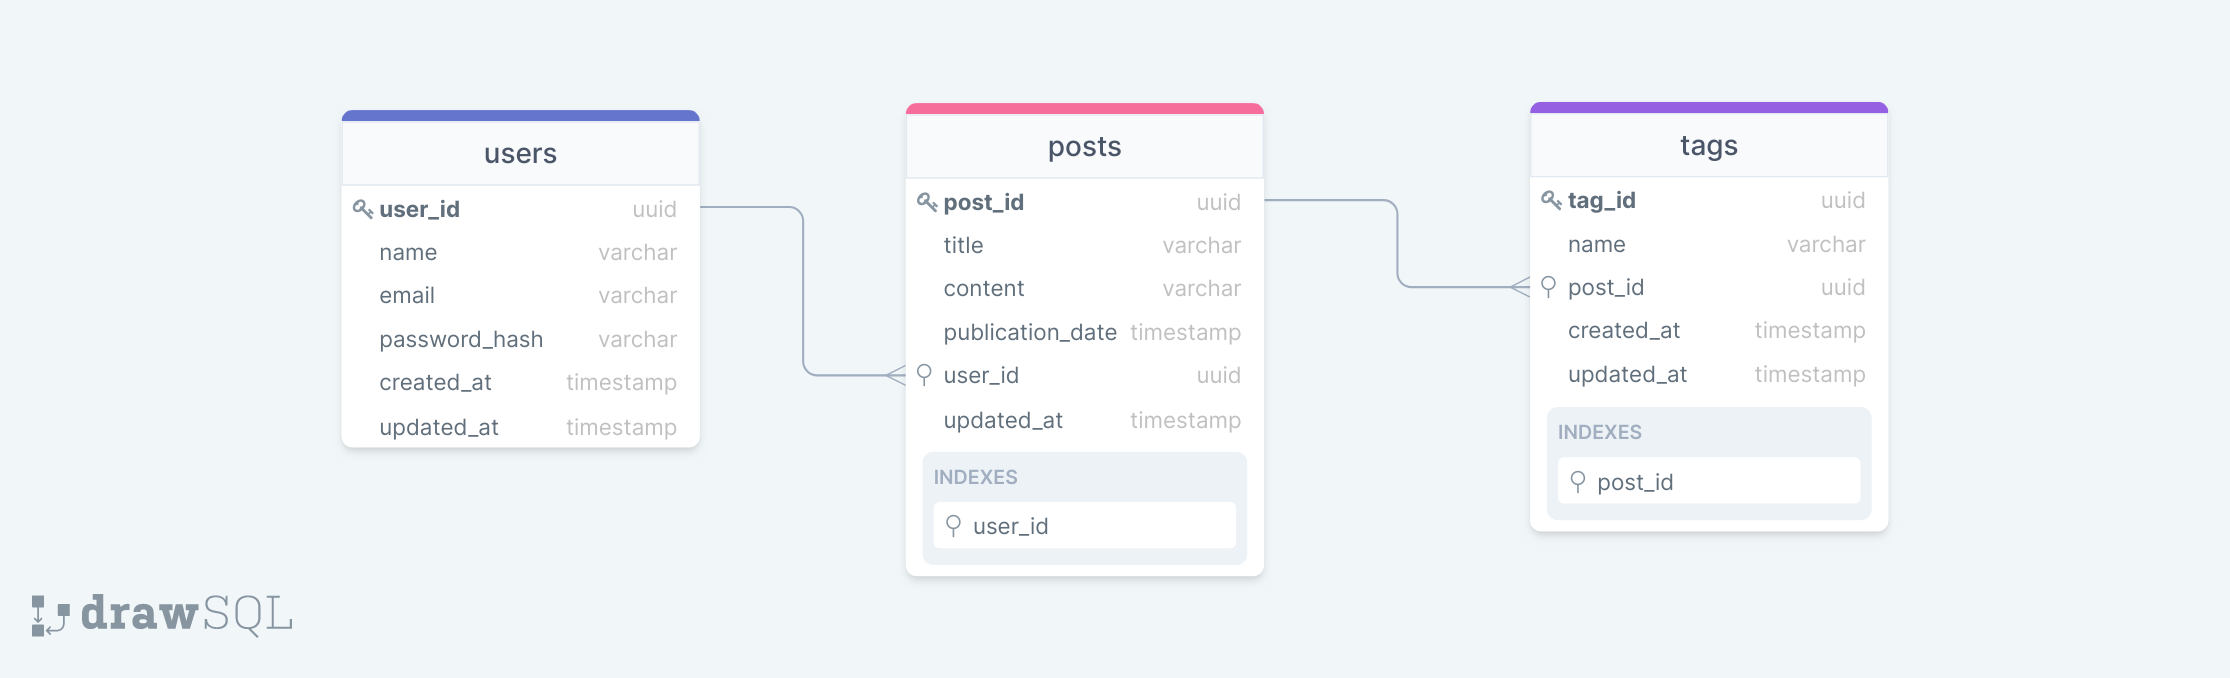 users
user_id uuid
name varchar
email varchar
password_hash varchar
created_at timestamp
updated_at timestamp
posts
post_id uuid
title varchar
content varchar
publication_date timestamp
user_id uuid
updated_at timestamp
INDEXES
user_id
tags
tag_id uuid
name varchar
post_id uuid
created_at timestamp
updated_at timestamp
INDEXES
post_id
drawSQL